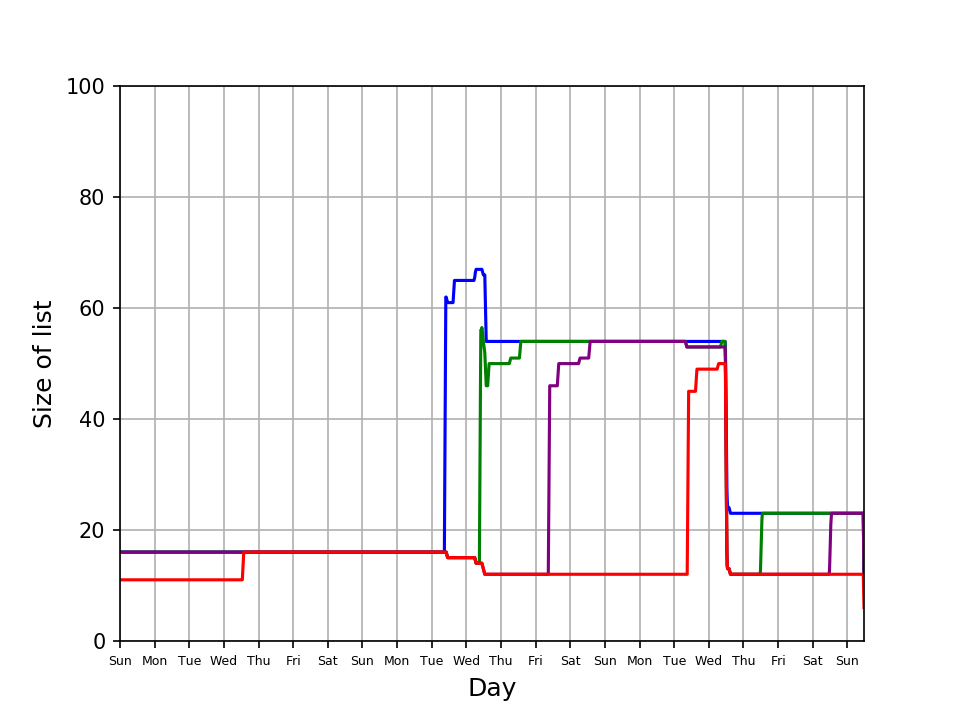 100
80
60
40
20
0
Size of list
Sun Mon Tue Wed Thu Fri Sat Sun Mon Tue Wed Thu Fri Sat Sun Mon Tue Wed Thu Fri Sat Sun
Day